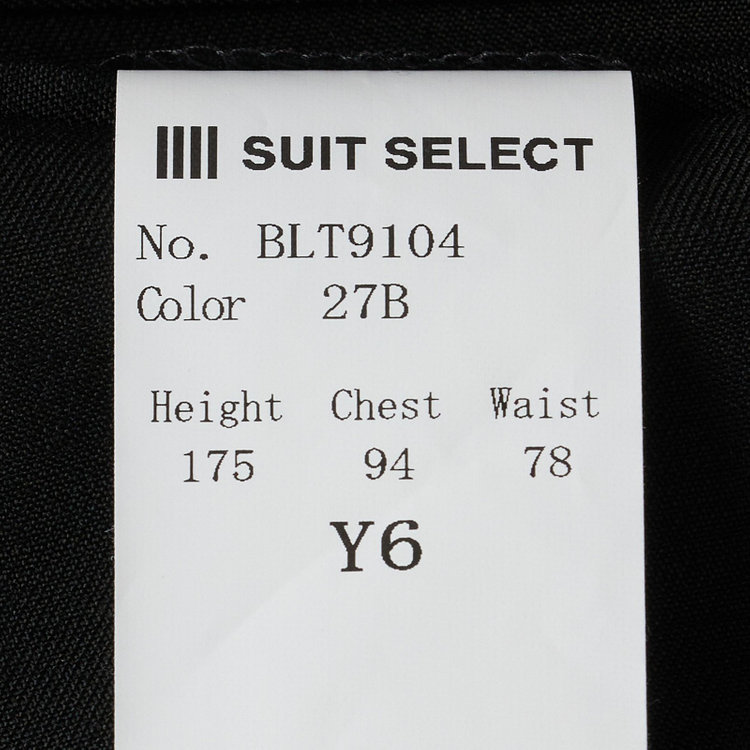 SUIT SELECT
No. BLT9104
Color 27B
Height Chest Waist
175 94 78
Y6